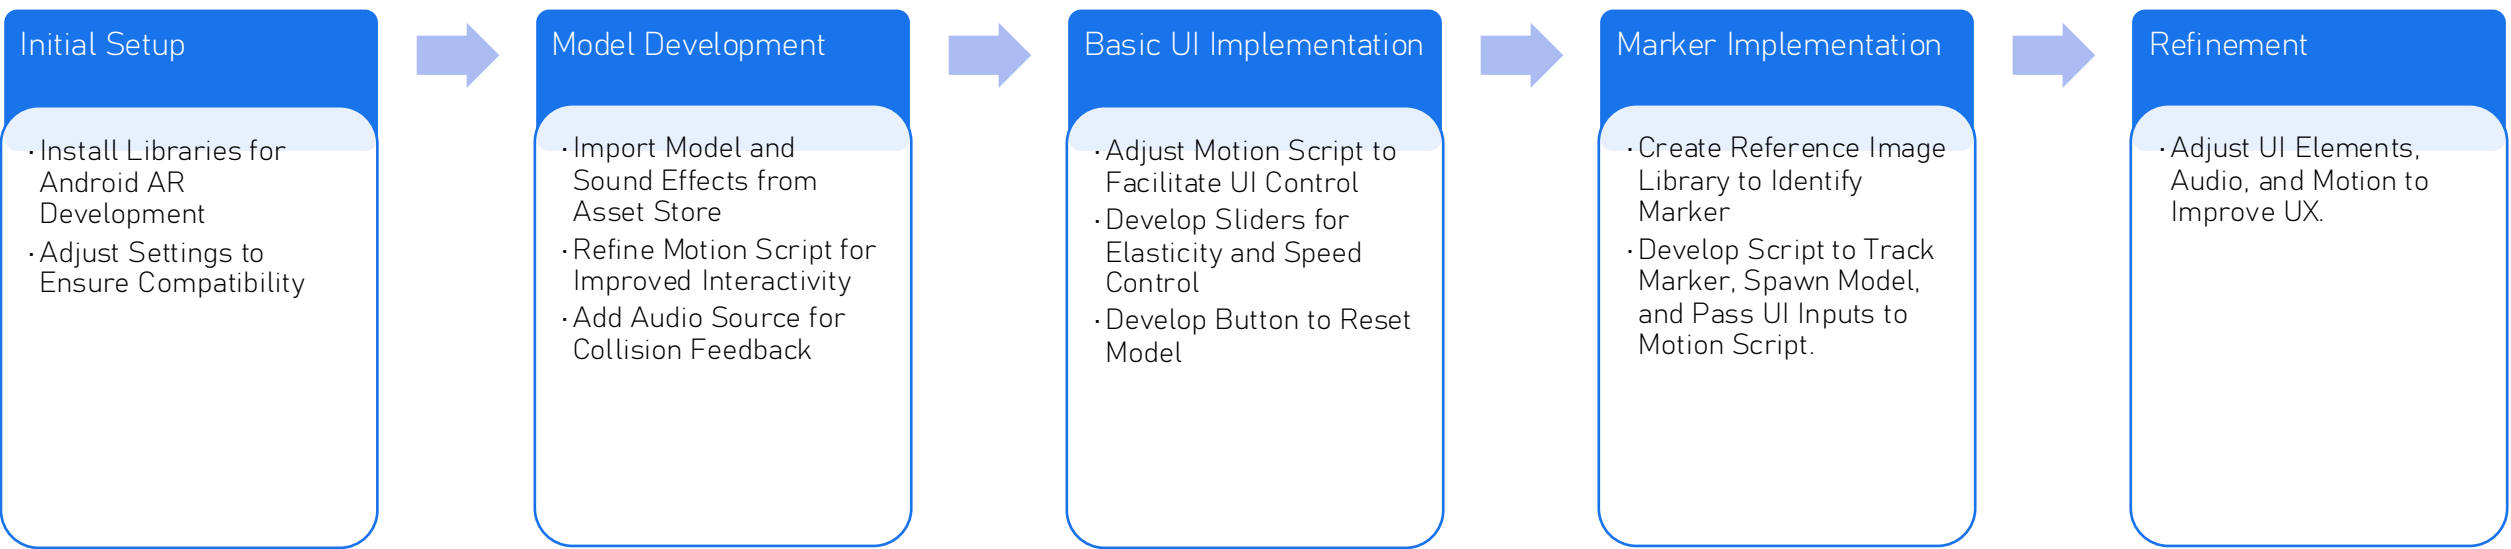 Initial Setup
· Install Libraries for
Android AR
Development
· Adjust Settings to
Ensure Compatibility
Model Development
· Import Model and
Sound Effects from
Asset Store
· Refine Motion Script for
Improved Interactivity
· Add Audio Source for
Collision Feedback
Basic UI Implementation
· Adjust Motion Script to
Facilitate UI Control
· Develop Sliders for
Elasticity and Speed
Control
· Develop Button to Reset
Model
Marker Implementation
· Create Reference Image
Library to Identify
Marker
· Develop Script to Track
Marker, Spawn Model,
and Pass UI Inputs to
Motion Script.
Refinement
· Adjust UI Elements,
Audio, and Motion to
Improve UX.